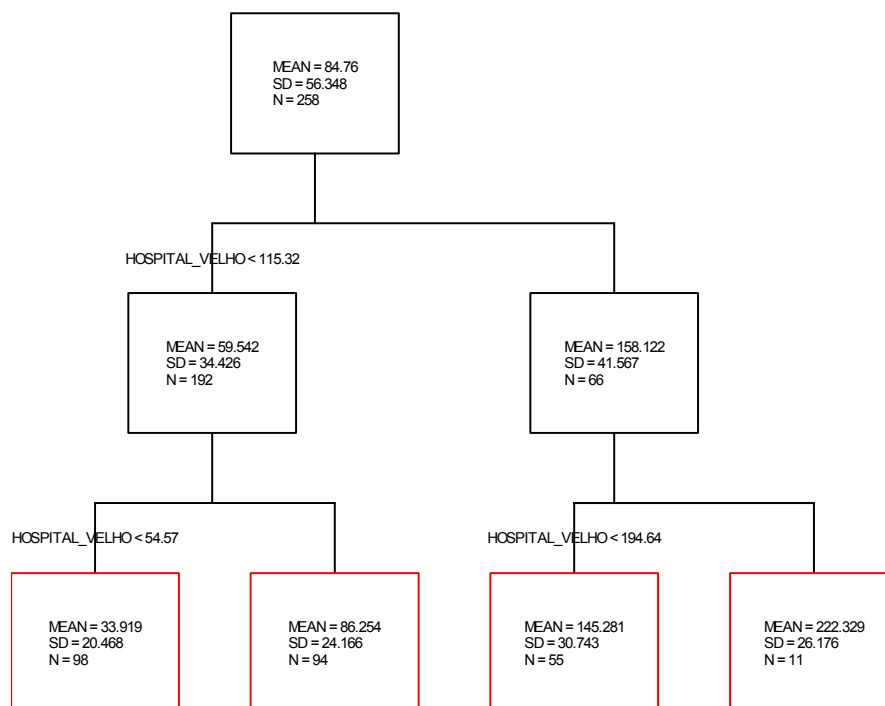 MEAN = 84.76
SD = 56.348
N = 258
HOSPITAL_VELHO < 115.32
MEAN = 59.542
SD = 34.426
N = 192
MEAN = 158.122
SD = 41.567
N = 66
HOSPITAL_VELHO < 54.57
HOSPITAL_VELHO < 194.64
MEAN = 33.919
SD = 20.468
N = 98
MEAN = 86.254
SD = 24.166
N = 94
MEAN = 145.281
SD = 30.743
N = 55
MEAN = 222.329
SD = 26.176
N = 11